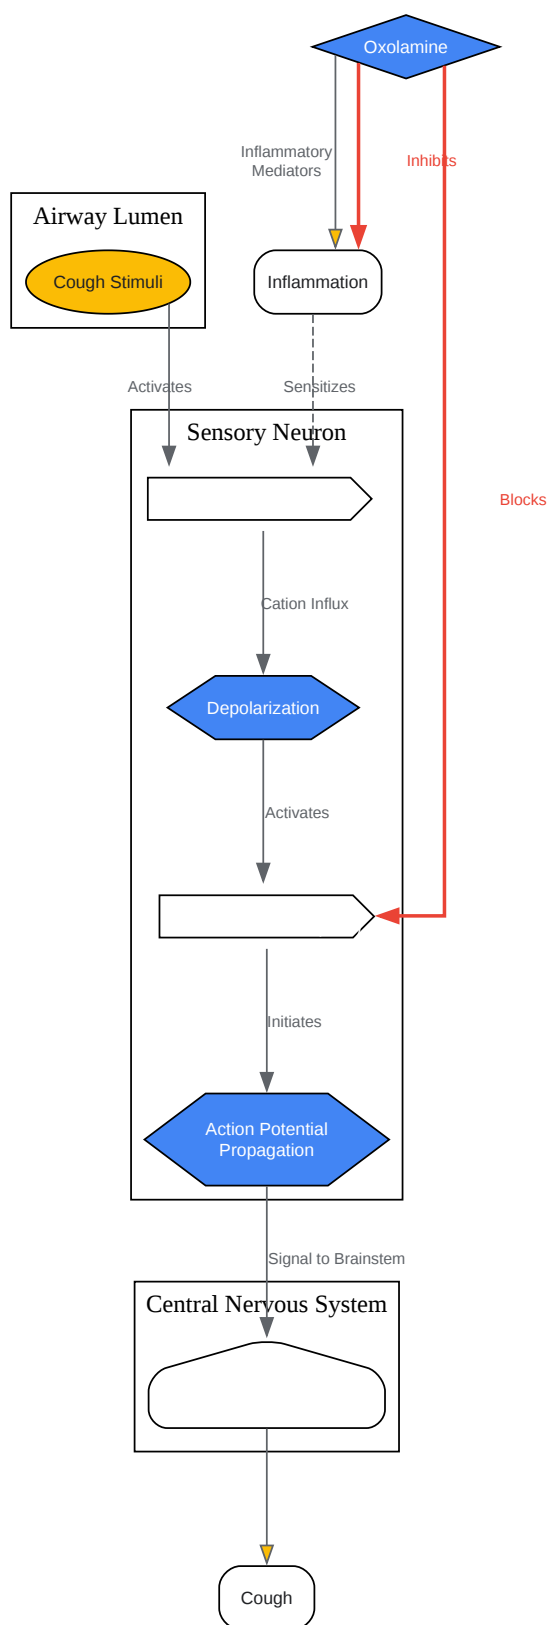 Oxolamine
Inflammatory
Mediators
Inhibits
Airway Lumen
Cough Stimuli
Inflammation
Activates
Sensitizes
Sensory Neuron
Blocks
Cation Influx
Depolarization
Activates
Initiates
Action Potential
Propagation
Signal to Brainstem
Central Nervous System
Cough